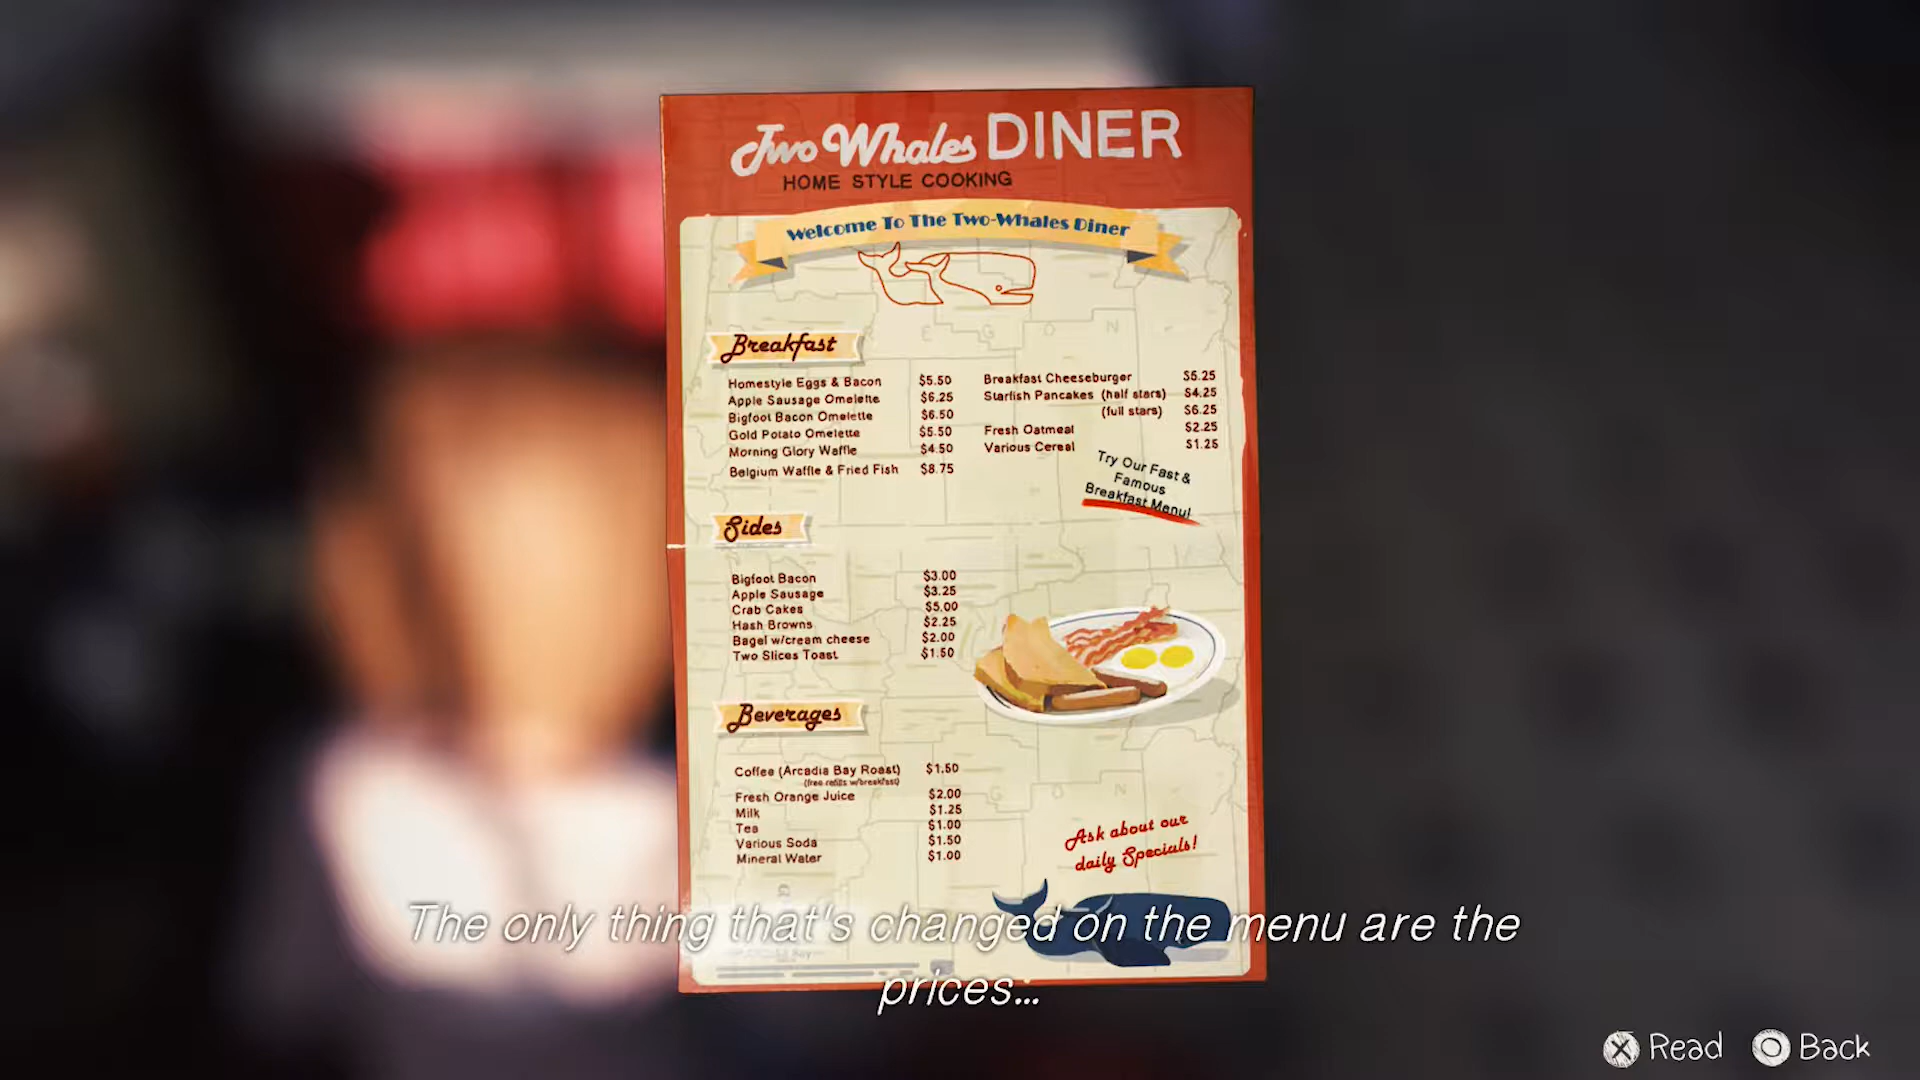 Two Whales DINER
HOME STYLE COOKING
Welcome To The Two-Whales Diner
E G O N
Breakfast
Homestyle Eggs & Bacon $5.50
Apple Sausage Omelette $6.25
Bigfoot Bacon Omelette $6.50
Gold Potato Omelette $5.50
Morning Glory Waffle $4.50
Belgium Waffle & Fried Fish $8.75
Breakfast Cheeseburger $5.25
Starfish Pancakes (half stars) $4.25
(full stars) $6.25
Fresh Oatmeal $2.25
Various Cereal $1.25
Try Our Fast &
Famous
Breakfast Menu!
Sides
Bigfoot Bacon $3.00
Apple Sausage $3.25
Crab Cakes $5.00
Hash Browns $2.25
Bagel w/cream cheese $2.00
Two Slices Toast $1.50
Beverages
Coffee (Arcadia Bay Roast) $1.50
(free refills w/breakfast)
Fresh Orange Juice $2.00
Milk $1.25
Tea $1.00
Various Soda $1.50
Mineral Water $1.00
G O N
Ask about our
daily Specials!
The only thing that's changed on the menu are the
prices...
Read Back